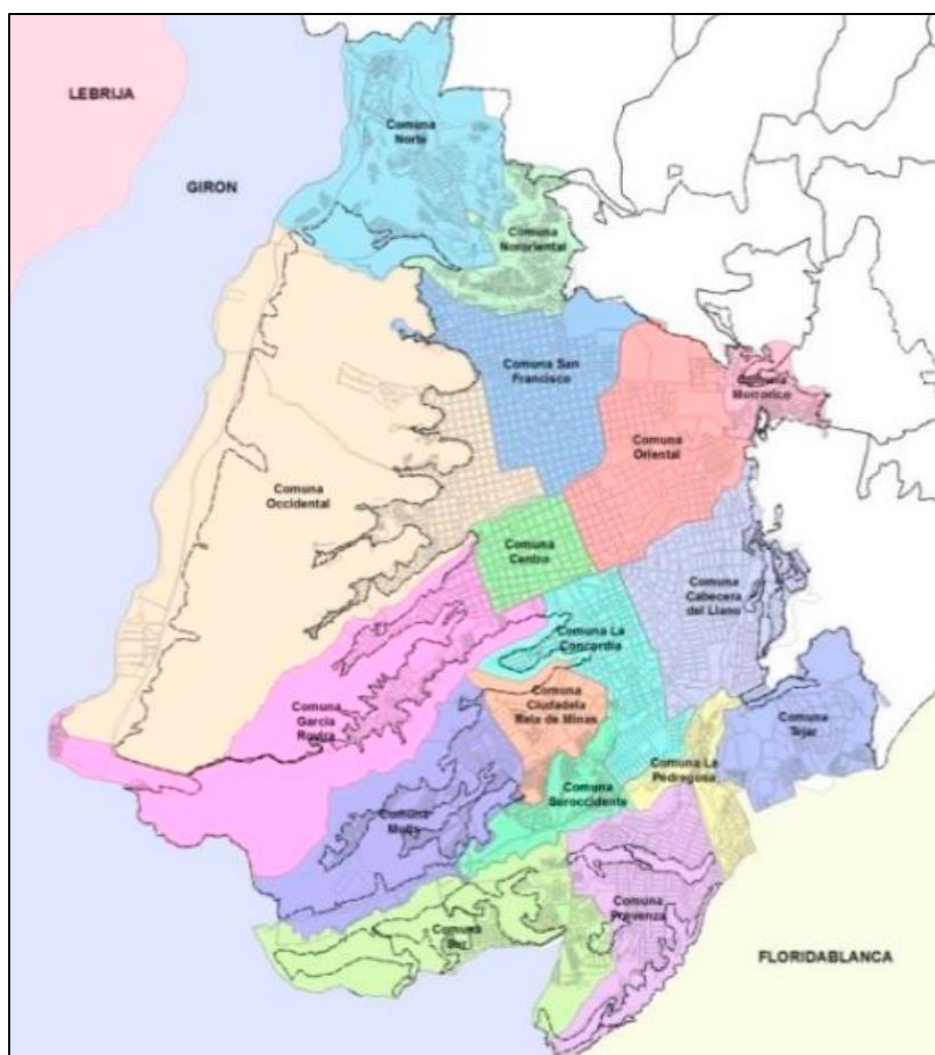 LEBRIJA
GIRON
Comuna
Norte
Comuna
Nororiental
Comuna San
Francisco
Comuna
Morrorico
Comuna
Oriental
Comuna
Occidental
Comuna
Centro
Comuna
Cabecera
del Llano
Comuna La
Concordia
Comuna
Ciudadela
Rela de Minas
Comuna
Garcia
Rovira
Comuna
Tejar
Comuna La
Pedregosa
Comuna
Suroccidente
Comuna
Mutis
Comuna
Provenza
Comuna
Sur
FLORIDABLANCA